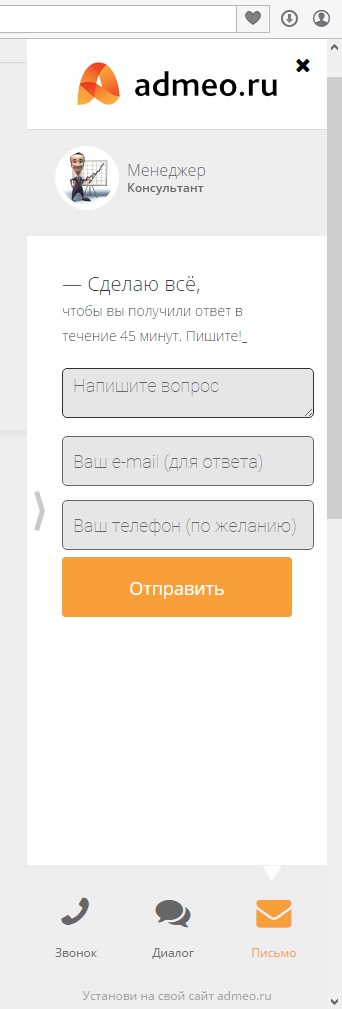 admeo.ru
Менеджер
Консультант
— Сделаю всё,
чтобы вы получили ответ в
течение 45 минут. Пишите!_
Напишите вопрос
Ваш e-mail (для ответа)
Ваш телефон (по желанию)
Отправить
Звонок Диалог Письмо
Установи на свой сайт admeo.ru